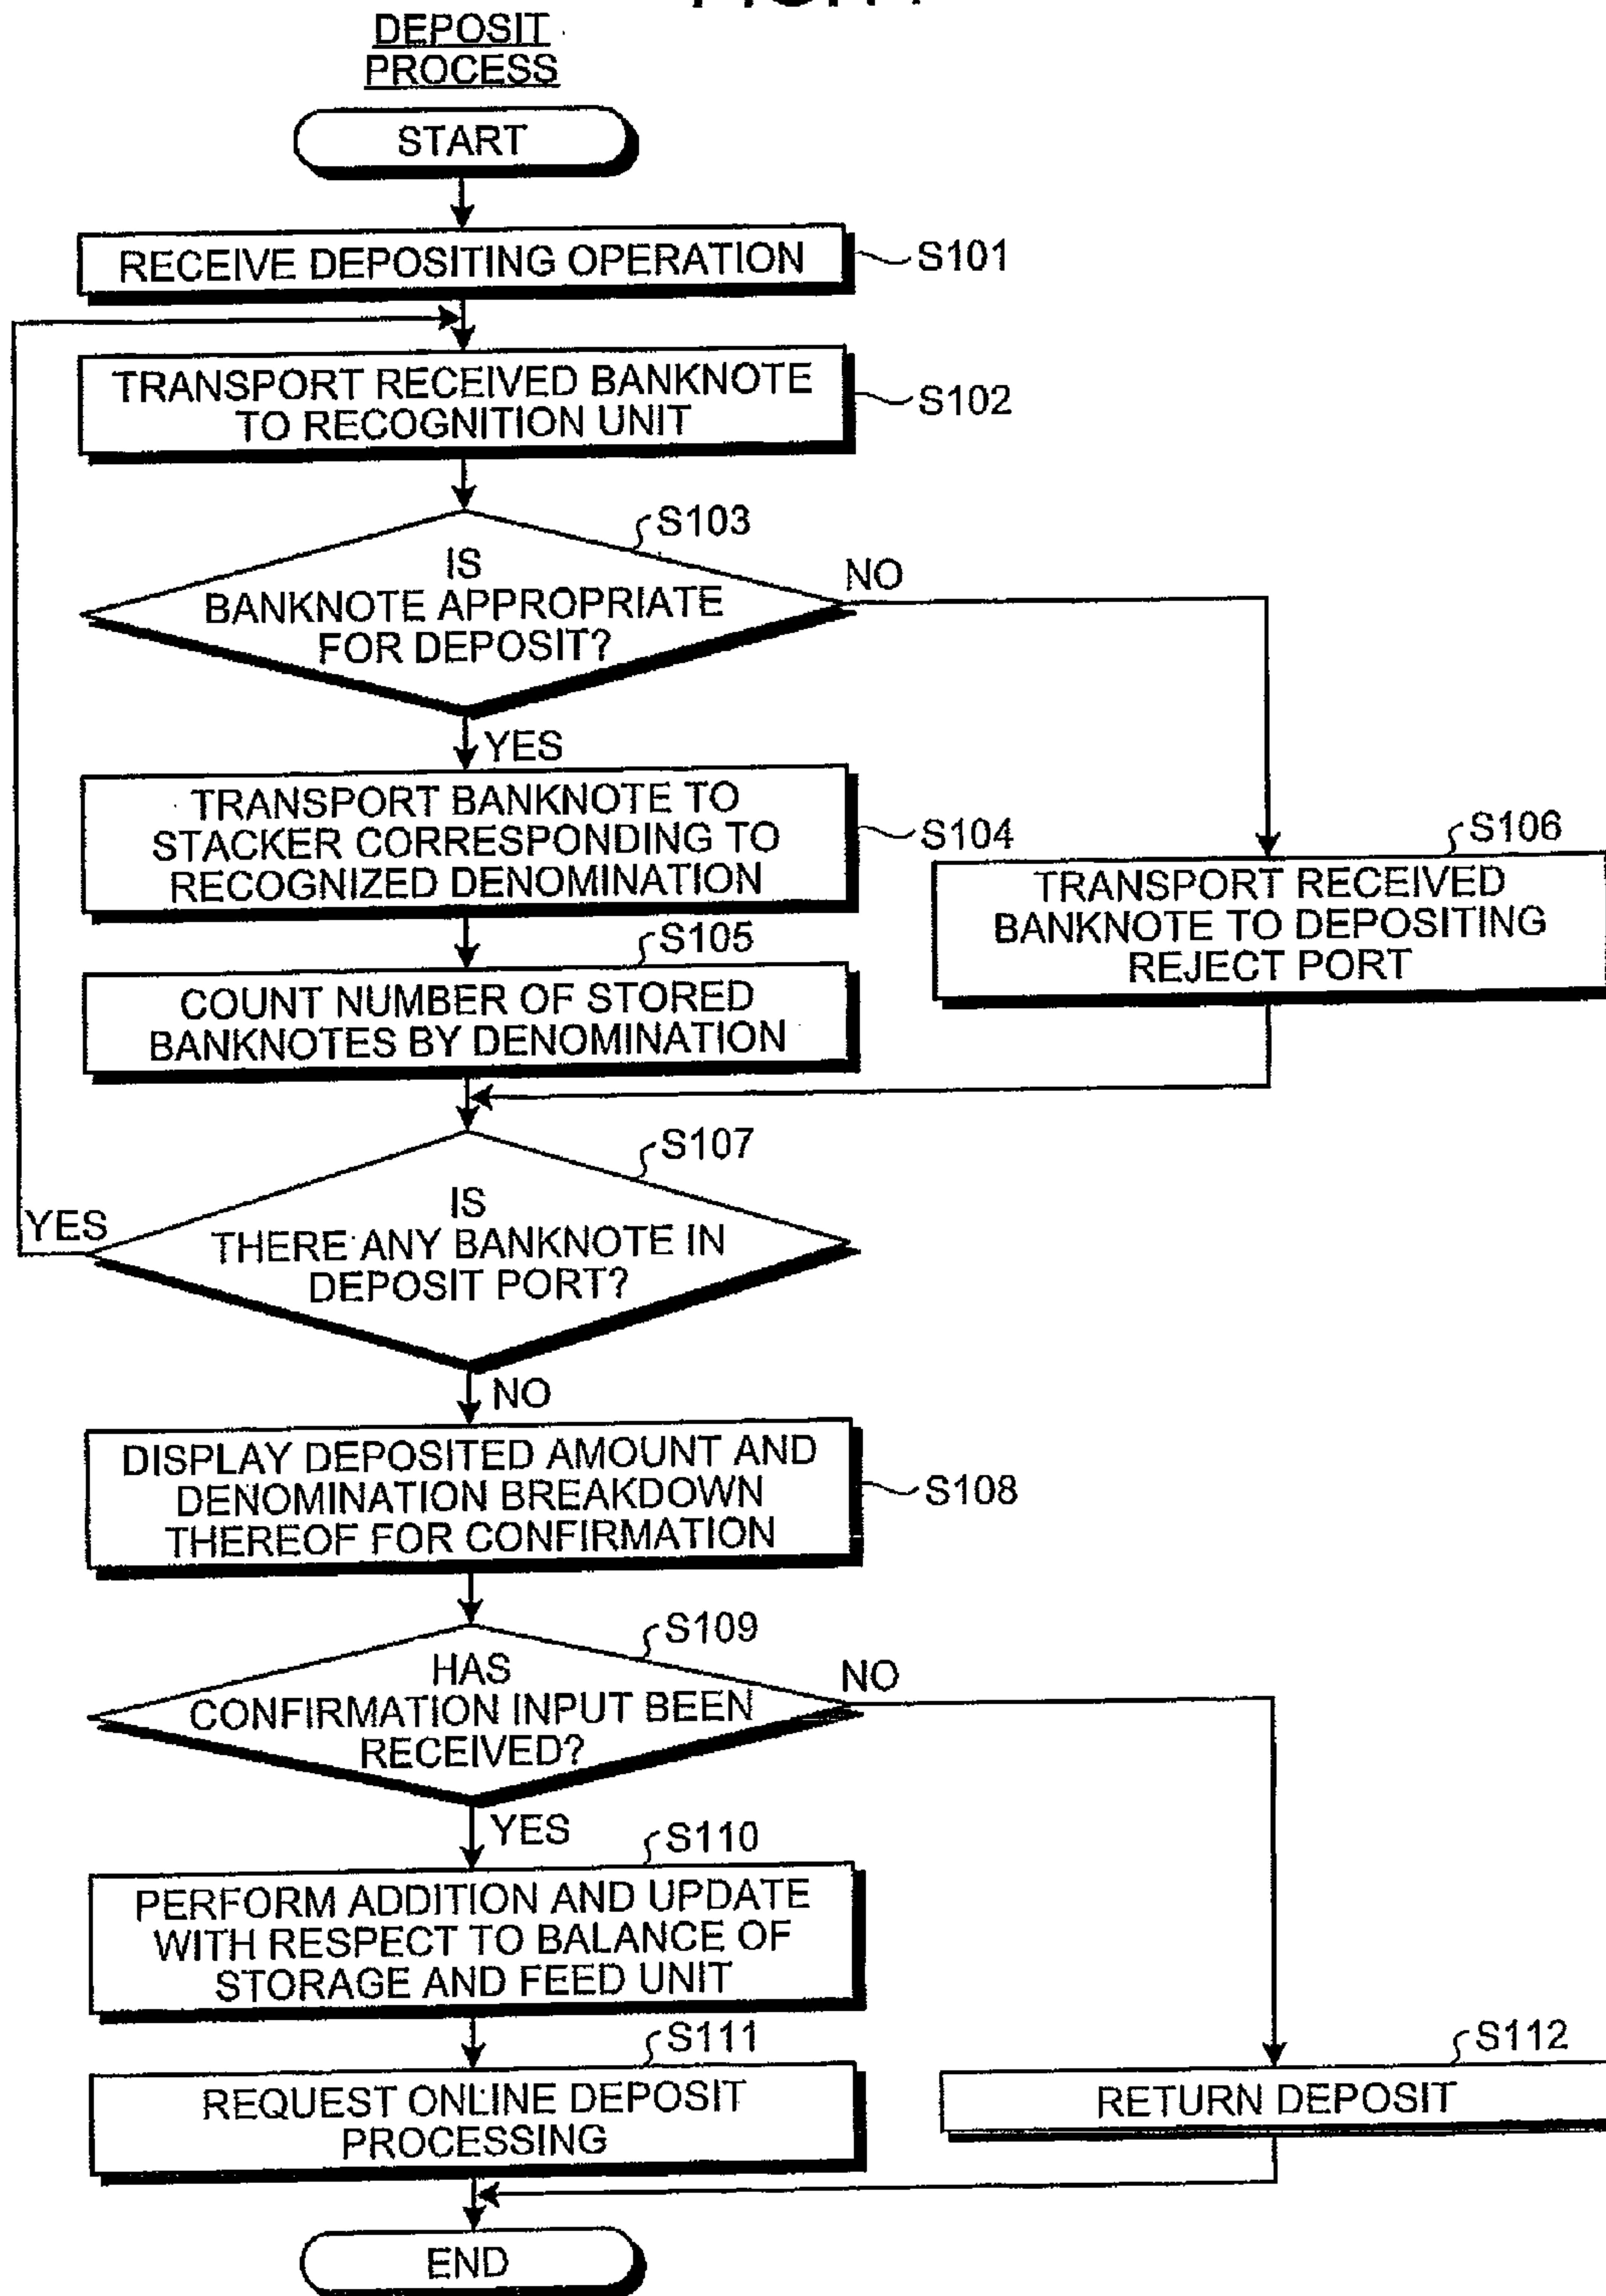 DEPOSIT
PROCESS
START
RECEIVE DEPOSITING OPERATION
S101
TRANSPORT RECEIVED BANKNOTE
TO RECOGNITION UNIT
S102
S103
IS
BANKNOTE APPROPRIATE
FOR DEPOSIT?
NO
YES
TRANSPORT BANKNOTE TO
STACKER CORRESPONDING TO
RECOGNIZED DENOMINATION
S104
S106
TRANSPORT RECEIVED
BANKNOTE TO DEPOSITING
REJECT PORT
S105
COUNT NUMBER OF STORED
BANKNOTES BY DENOMINATION
S107
IS
THERE ANY BANKNOTE IN
DEPOSIT PORT?
YES
NO
DISPLAY DEPOSITED AMOUNT AND
DENOMINATION BREAKDOWN
THEREOF FOR CONFIRMATION
S108
S109
HAS
CONFIRMATION INPUT BEEN
RECEIVED?
NO
YES
S110
PERFORM ADDITION AND UPDATE
WITH RESPECT TO BALANCE OF
STORAGE AND FEED UNIT
S111
REQUEST ONLINE DEPOSIT
PROCESSING
S112
RETURN DEPOSIT
END